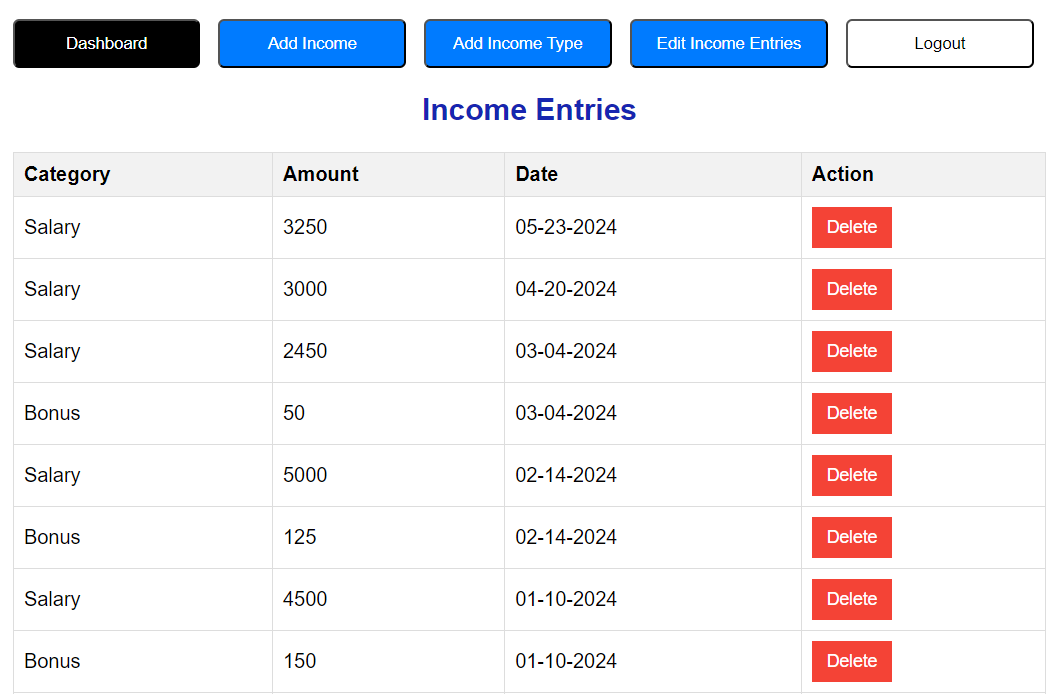 Dashboard Add Income Add Income Type Edit Income Entries Logout
Income Entries
Category Amount Date Action
Salary 3250 05-23-2024 Delete
Salary 3000 04-20-2024 Delete
Salary 2450 03-04-2024 Delete
Bonus 50 03-04-2024 Delete
Salary 5000 02-14-2024 Delete
Bonus 125 02-14-2024 Delete
Salary 4500 01-10-2024 Delete
Bonus 150 01-10-2024 Delete